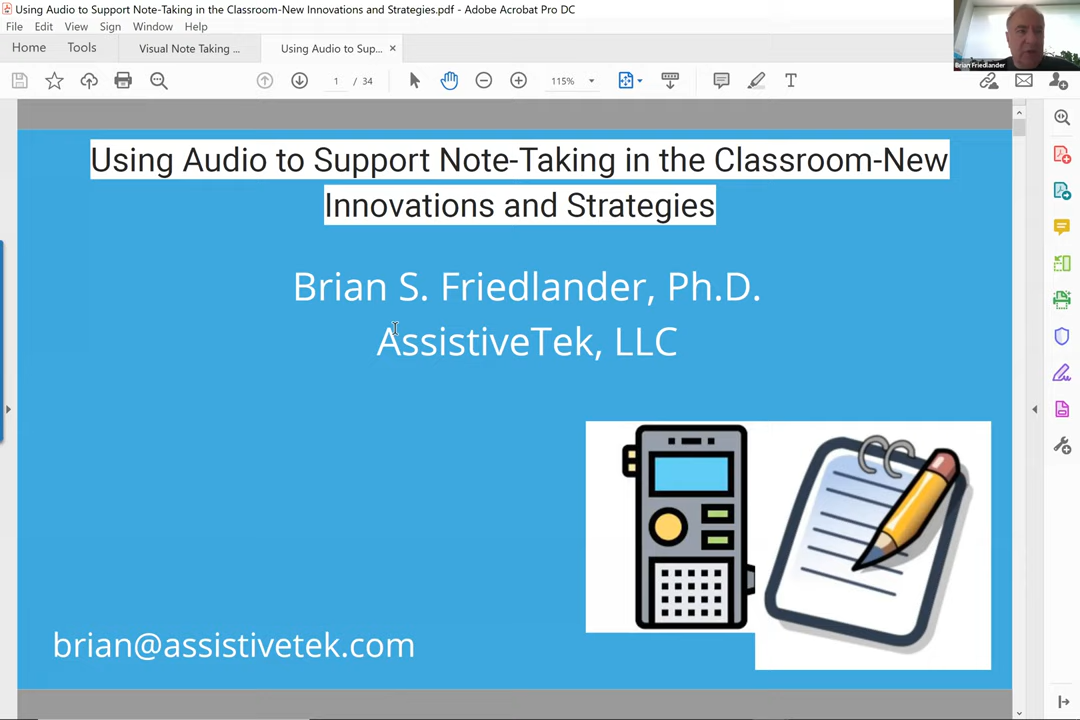 Using Audio to Support Note-Taking in the Classroom-New Innovations and Strategies.pdf - Adobe Acrobat Pro DC
File Edit View Sign Window Help
Home Tools Visual Note Taking ... Using Audio to Sup... ×
1 / 34 115%
Brian Friedlander
Using Audio to Support Note-Taking in the Classroom-New
Innovations and Strategies
Brian S. Friedlander, Ph.D.
AssistiveTek, LLC
brian@assistivetek.com